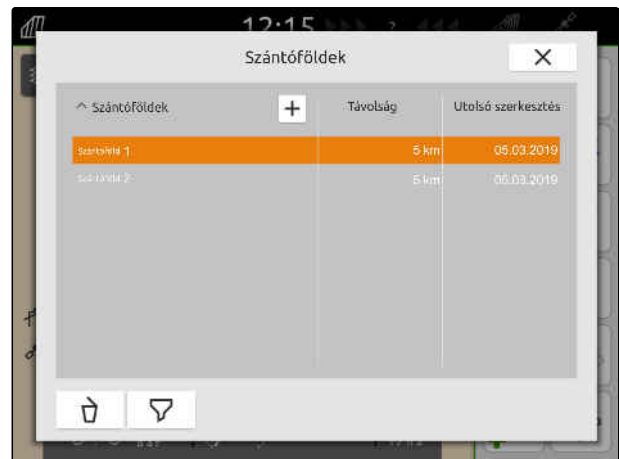 12:15
Szántóföldek
Szántóföldek + Távolság Utolsó szerkesztés
Szántóföld 1 5 km 05.03.2019
Szántóföld 2 5 km 05.03.2019